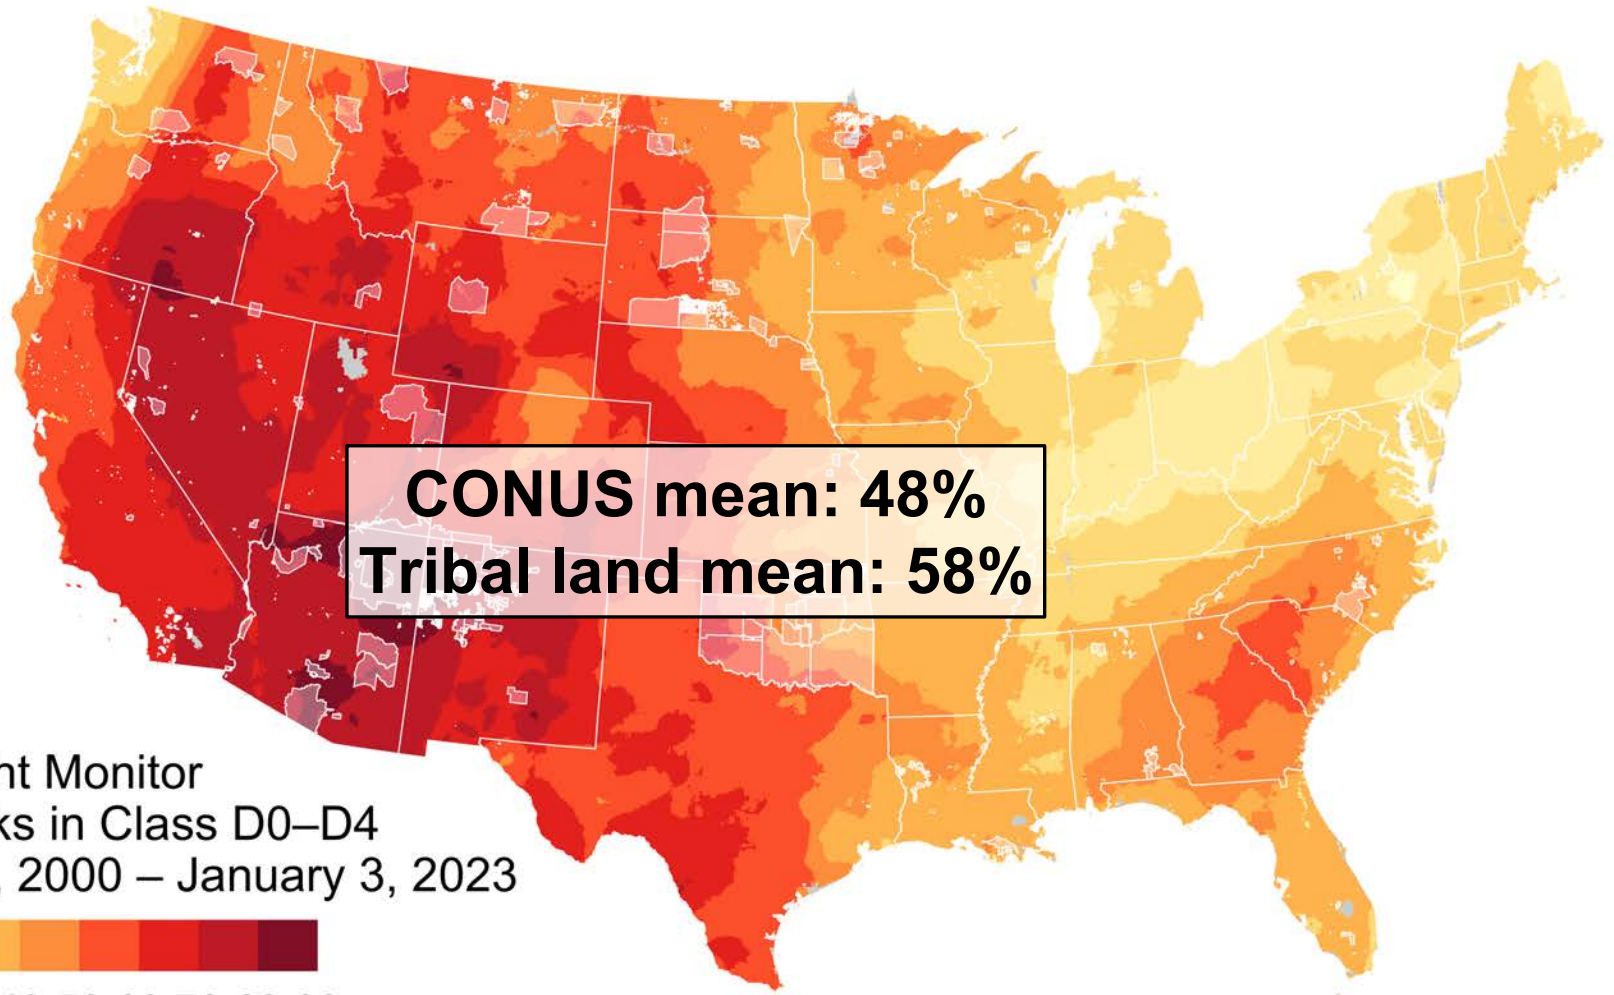 CONUS mean: 48%
Tribal land mean: 58%
nt Monitor
ks in Class D0–D4
, 2000 – January 3, 2023